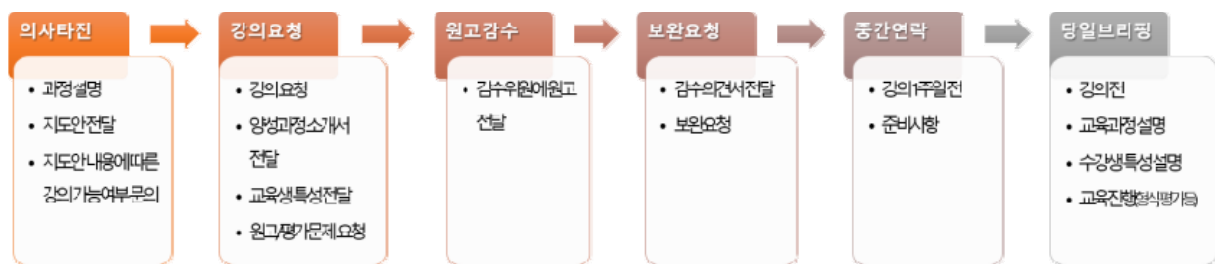 의사타진
과정설명
지도안전달
지도안내용에따른
강의가능여부문의
강의요청
강의요청
양성과정소개서
전달
교육생특성전달
원고/평가문제요청
원고감수
감수위원에원고
전달
보완요청
감수의견서전달
보완요청
중간연락
강의1주일전
준비사항
당일브리핑
강의전
교육과정설명
수강생특성설명
교육진행(형식평가등)